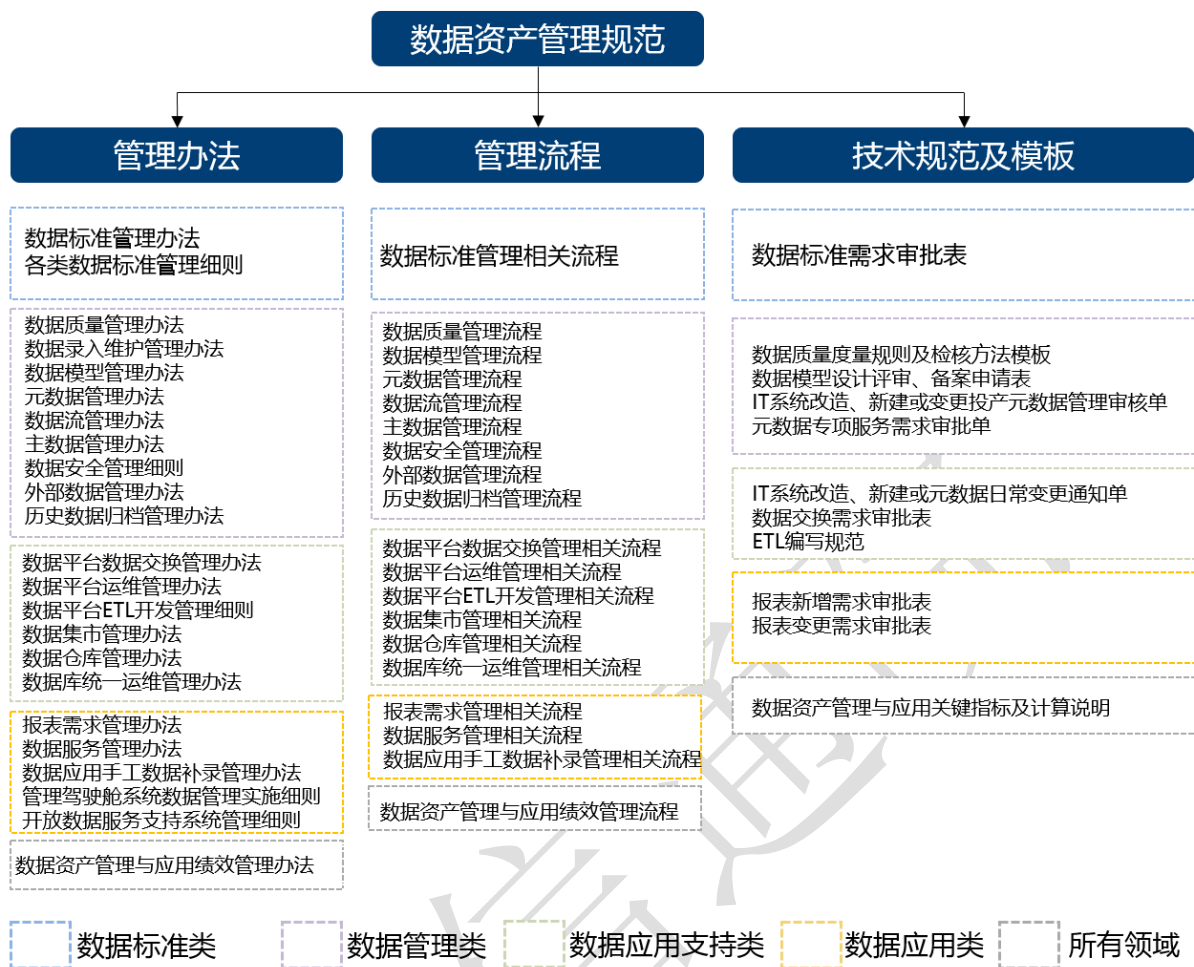 数据资产管理规范
管理办法
管理流程
技术规范及模板
数据标准管理办法
各类数据标准管理细则
数据标准管理相关流程
数据标准需求审批表
数据质量管理办法
数据录入维护管理办法
数据模型管理办法
元数据管理办法
数据流管理办法
主数据管理办法
数据安全管理细则
外部数据管理办法
历史数据归档管理办法
数据质量管理流程
数据模型管理流程
元数据管理流程
数据流管理流程
主数据管理流程
数据安全管理流程
外部数据管理流程
历史数据归档管理流程
数据质量度量规则及检核方法模板
数据模型设计评审、备案申请表
IT系统改造、新建或变更投产元数据管理审核单
元数据专项服务需求审批单
数据平台数据交换管理办法
数据平台运维管理办法
数据平台ETL开发管理细则
数据集市管理办法
数据仓库管理办法
数据库统一运维管理办法
数据平台数据交换管理相关流程
数据平台运维管理相关流程
数据平台ETL开发管理相关流程
数据集市管理相关流程
数据仓库管理相关流程
数据库统一运维管理相关流程
IT系统改造、新建或元数据日常变更通知单
数据交换需求审批表
ETL编写规范
报表需求管理办法
数据服务管理办法
数据应用手工数据补录管理办法
管理驾驶舱系统数据管理实施细则
开放数据服务支持系统管理细则
报表需求管理相关流程
数据服务管理相关流程
数据应用手工数据补录管理相关流程
报表新增需求审批表
报表变更需求审批表
数据资产管理与应用绩效管理办法
数据资产管理与应用绩效管理流程
数据资产管理与应用关键指标及计算说明
数据标准类
数据管理类
数据应用支持类
数据应用类
所有领域